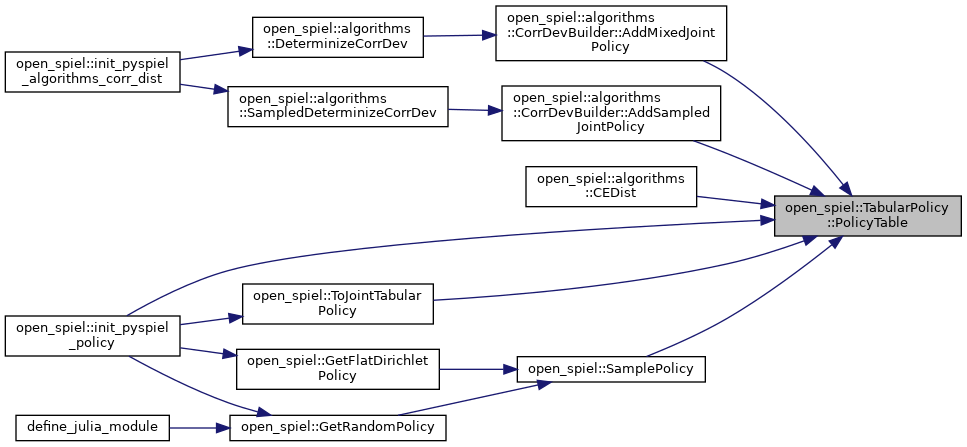 open_spiel::algorithms
::CorrDevBuilder::AddMixedJoint
Policy
open_spiel::algorithms
::DeterminizeCorrDev
open_spiel::init_pyspiel
_algorithms_corr_dist
open_spiel::algorithms
::SampledDeterminizeCorrDev
open_spiel::algorithms
::CorrDevBuilder::AddSampled
JointPolicy
open_spiel::algorithms
::CEDist
open_spiel::TabularPolicy
::PolicyTable
open_spiel::ToJointTabular
Policy
open_spiel::init_pyspiel
_policy
open_spiel::GetFlatDirichlet
Policy
open_spiel::SamplePolicy
define_julia_module
open_spiel::GetRandomPolicy